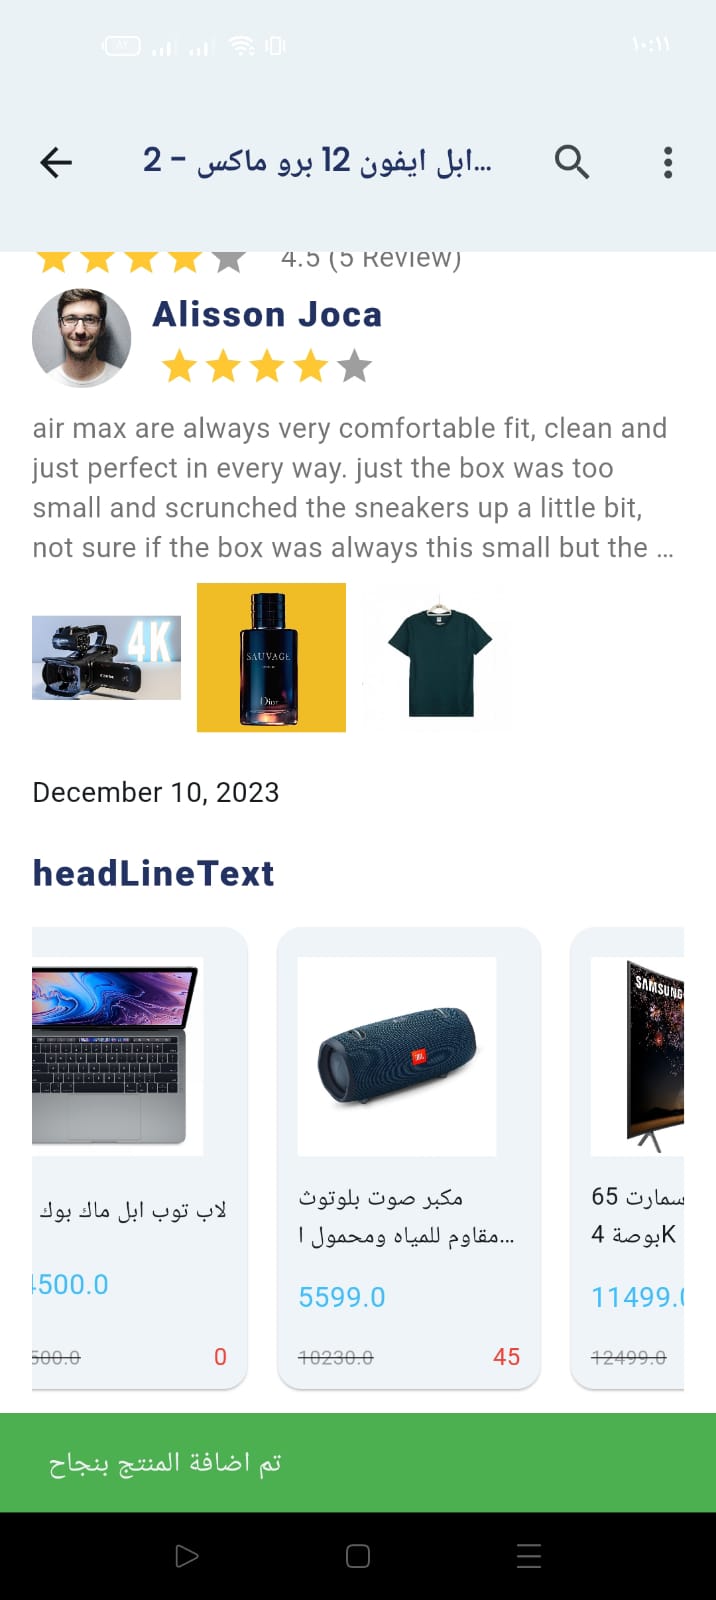 ١٠:١١
ابل ايفون 12 برو ماكس - 2...
4.5 (5 Review)
Alisson Joca
air max are always very comfortable fit, clean and
just perfect in every way. just the box was too
small and scrunched the sneakers up a little bit,
not sure if the box was always this small but the ...
4K
SAUVAGE
Dior
December 10, 2023
headLineText
لاب توب ابل ماك بوك
4500.0
500.0
0
JBL
مكبر صوت بلوتوث
مقاوم للمياه ومحمول ا...
5599.0
10230.0
45
SAMSUNG
سمارت 65
بوصة 4K
11499.0
12499.0
تم اضافة المنتج بنجاح